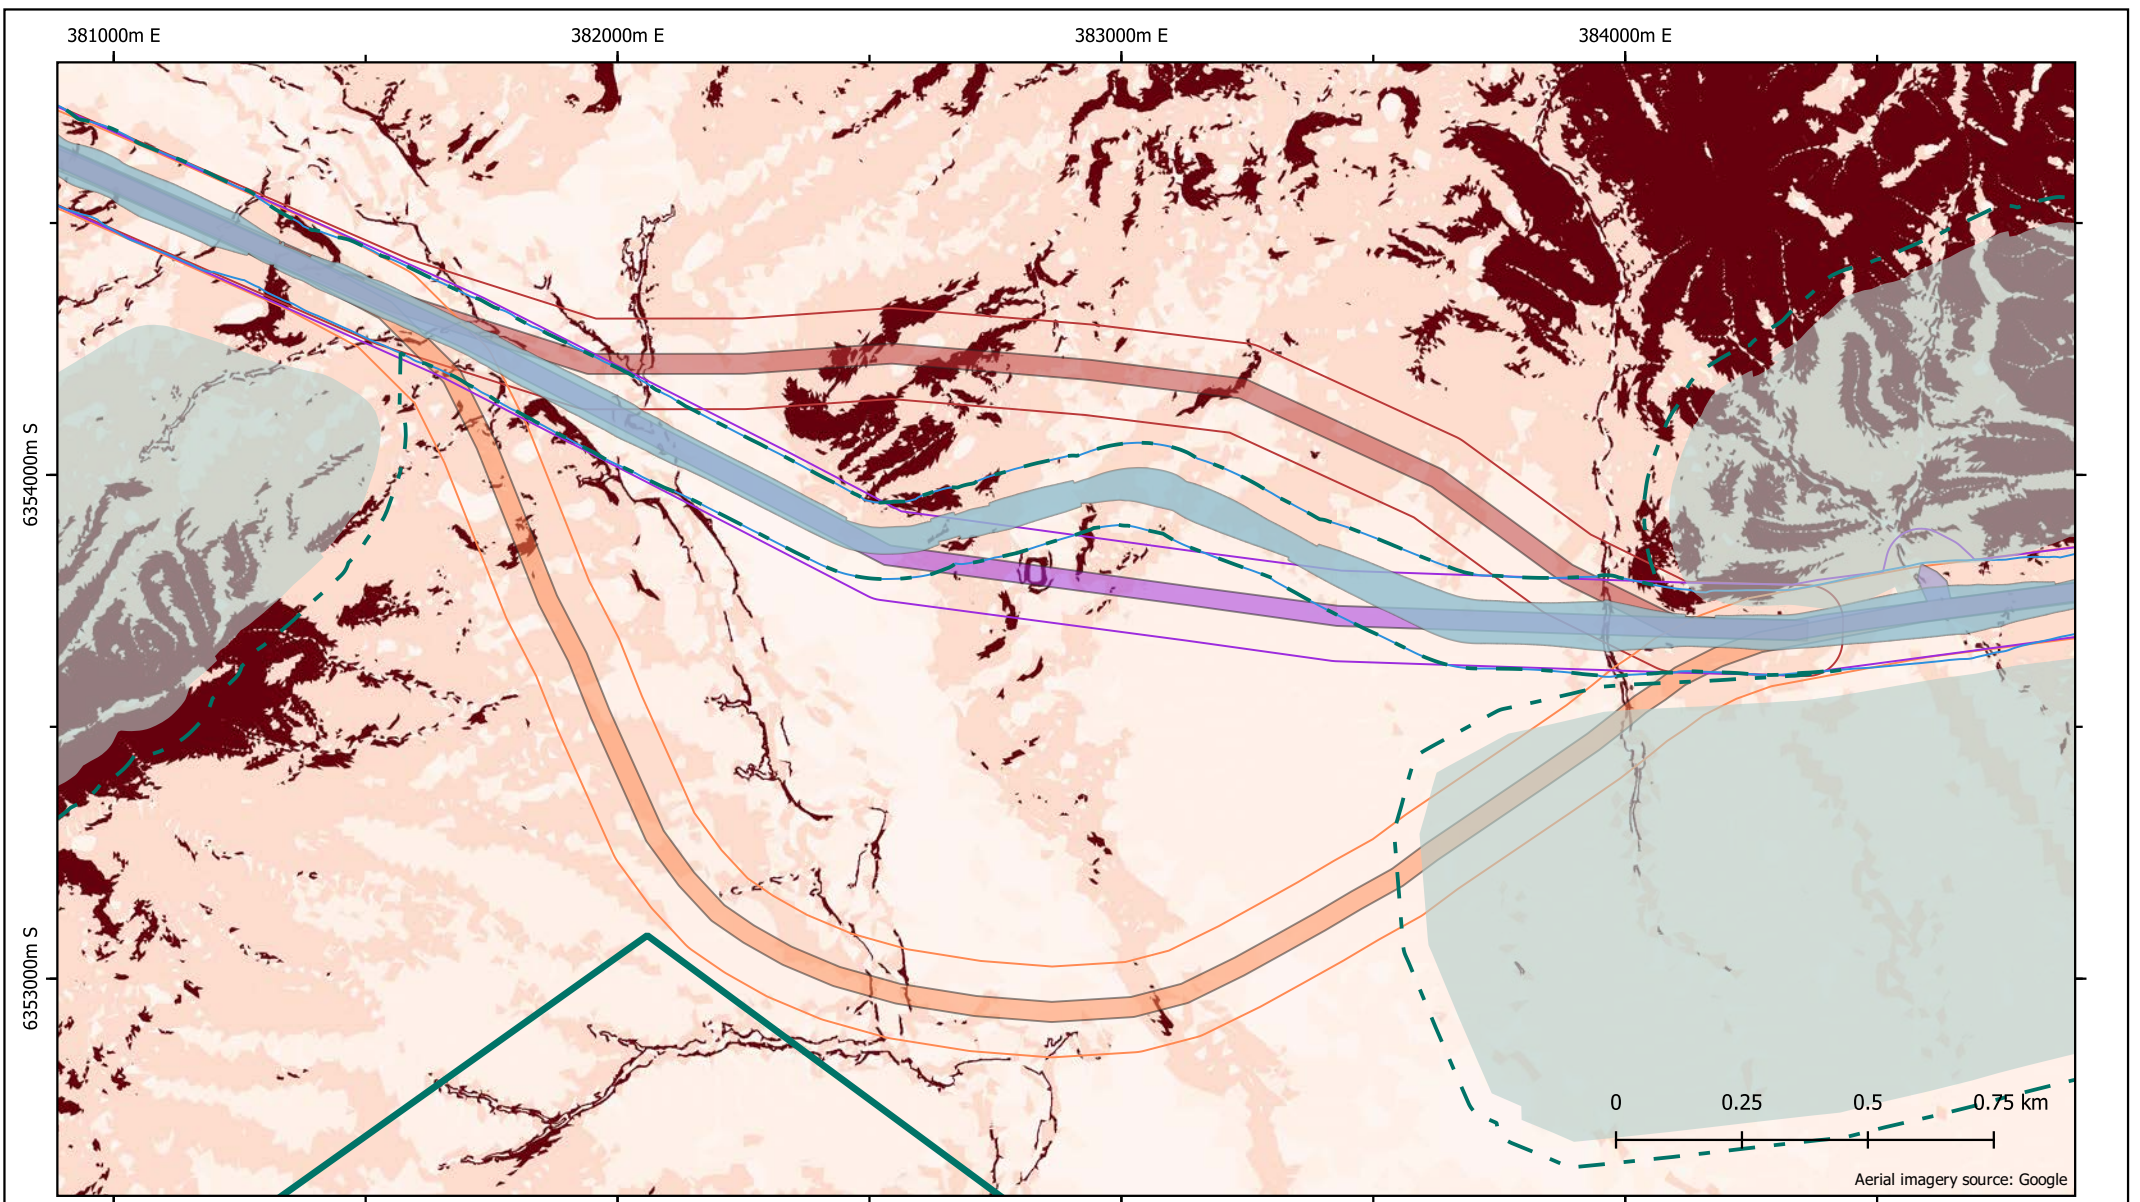 381000m E 382000m E 383000m E 384000m E
6354000m S
6353000m S
0 0.25 0.5 0.75 km
Aerial imagery source: Google